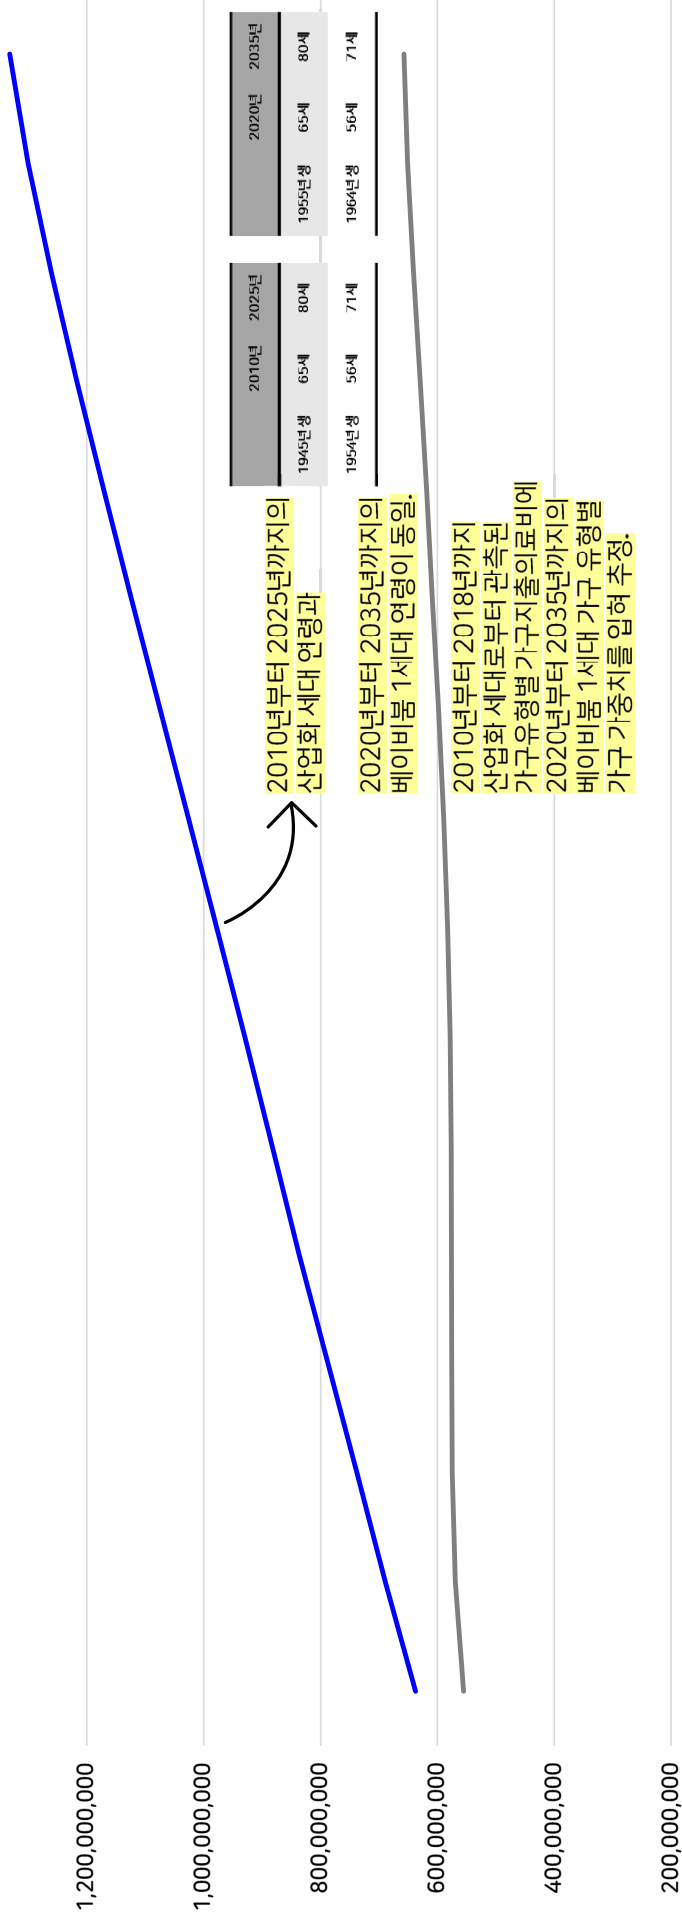 1,200,000,000
1,000,000,000
800,000,000
600,000,000
400,000,000
200,000,000
2010년부터 2025년까지의
산업화 세대 연령과
2020년부터 2035년까지의
베이비붐 1세대 연령이 동일.
2010년부터 2018년까지
산업화 세대로부터 관측된
가구유형별 가구지출의료비에
2020년부터 2035년까지의
베이비붐 1세대 가구 유형별
가구 가중치를 입혀 추정.
2010년 2025년
1945년생 65세 80세
1954년생 56세 71세
2020년 2035년
1955년생 65세 80세
1964년생 56세 71세